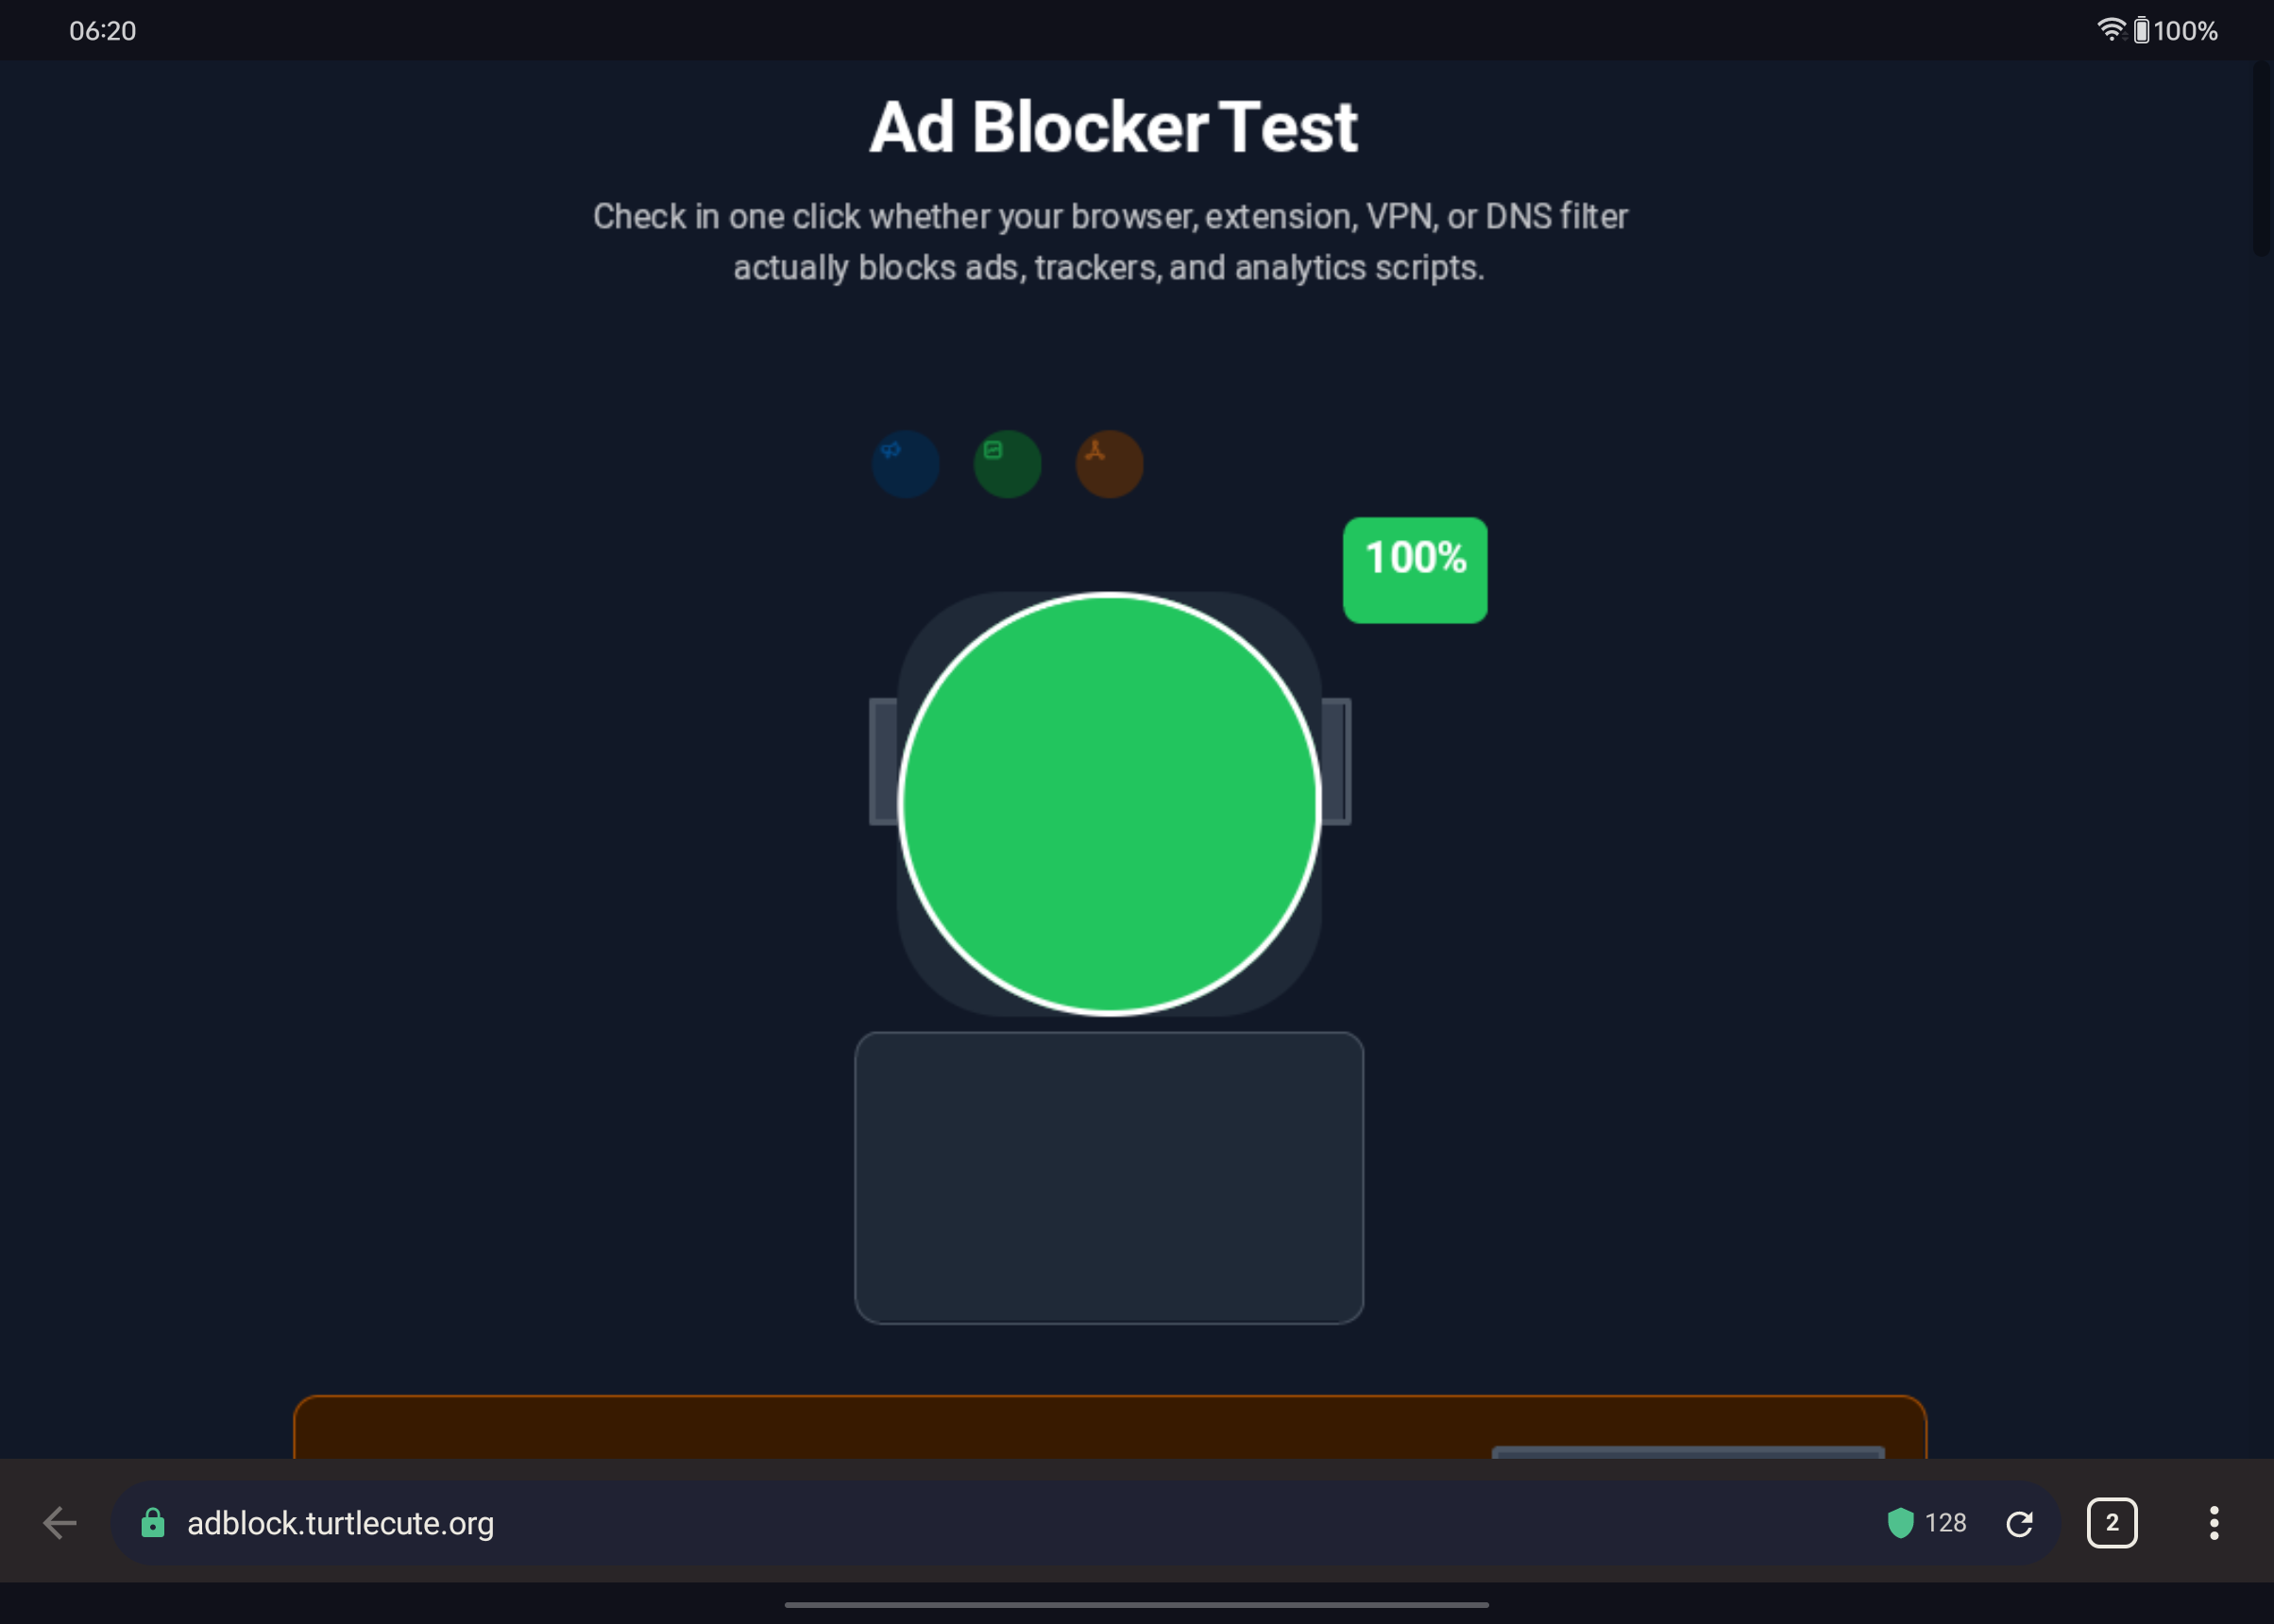 06:20
100%
Ad Blocker Test
Check in one click whether your browser, extension, VPN, or DNS filter
actually blocks ads, trackers, and analytics scripts.
100%
adblock.turtlecute.org
128
2